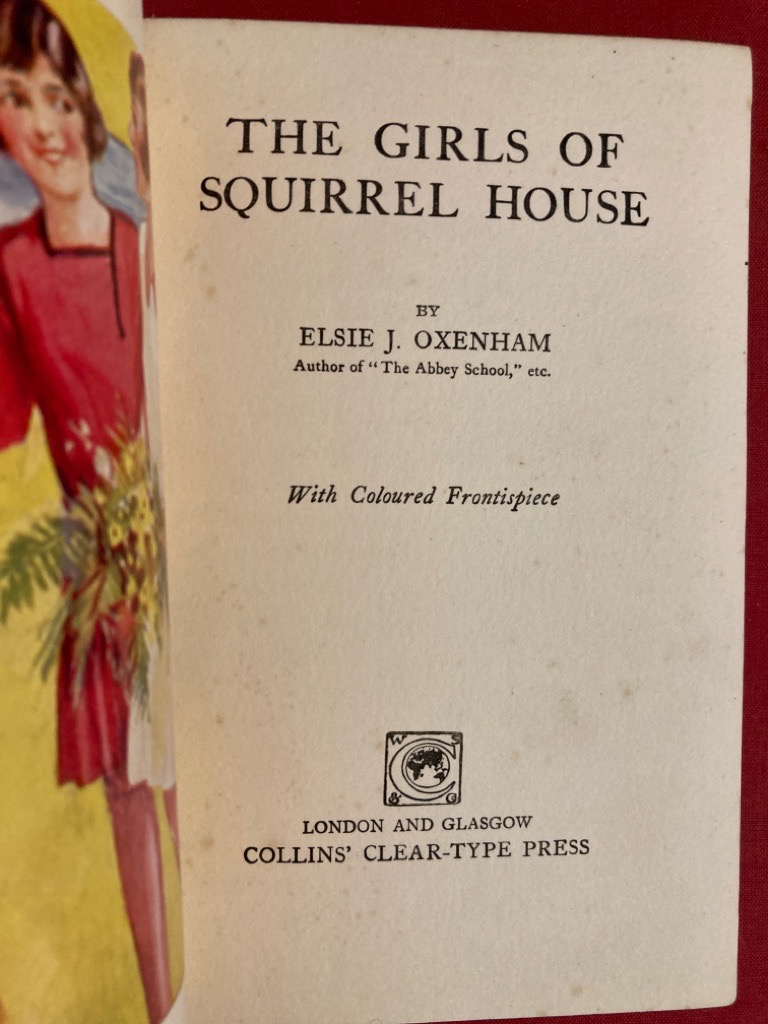 THE GIRLS OF
SQUIRREL HOUSE
BY
ELSIE J. OXENHAM
Author of "The Abbey School," etc.
With Coloured Frontispiece
W S
C
& C
LONDON AND GLASGOW
COLLINS' CLEAR-TYPE PRESS